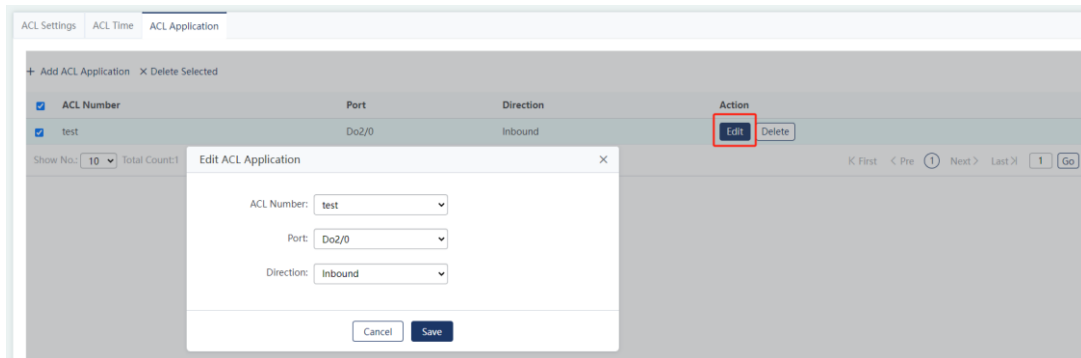 ACL Settings ACL Time ACL Application
+ Add ACL Application × Delete Selected
ACL Number Port Direction Action
test Do2/0 Inbound Edit Delete
Show No.: 10 Total Count:1 First < Pre 1 Next > Last 1 Go
Edit ACL Application ×
ACL Number: test
Port: Do2/0
Direction: Inbound
Cancel Save